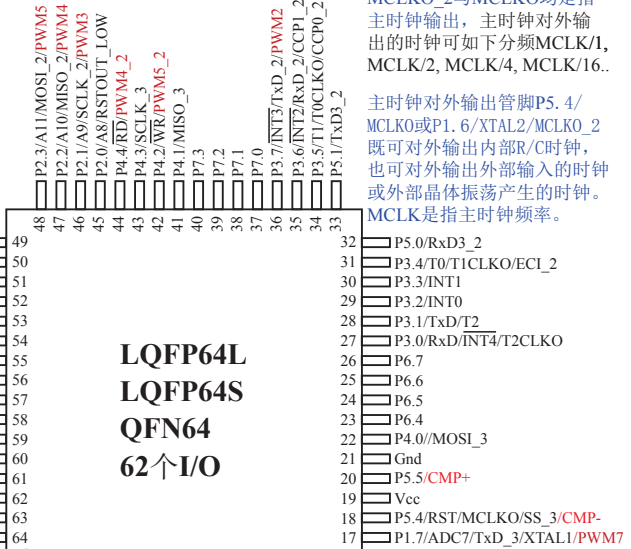 主时钟输出，主时钟对外输
出的时钟可如下分频MCLK/1,
MCLK/2, MCLK/4, MCLK/16..
主时钟对外输出管脚P5.4/
MCLKO或P1.6/XTAL2/MCLKO_2
既可对外输出内部R/C时钟，
也可对外输出外部输入的时钟
或外部晶体振荡产生的时钟。
MCLK是指主时钟频率。
P2.3/A11/MOSI_2/PWM5
P2.2/A10/MISO_2/PWM4
P2.1/A9/SCLK_2/PWM3
P2.0/A8/RSTOUT_LOW
P4.4/RD/PWM4_2
P4.3/SCLK_3
P4.2/WR/PWM5_2
P4.1/MISO_3
P7.3
P7.2
P7.1
P7.0
P3.7/INT3/TxD_2/PWM2
P3.6/INT2/RxD_2/CCP1_2
P3.5/T1/T0CLKO/CCP0_2
P5.1/TxD3_2
48 47 46 45 44 43 42 41 40 39 38 37 36 35 34 33
49
50
51
52
53
54
55
56
57
58
59
60
61
62
63
64
LQFP64L
LQFP64S
QFN64
62个I/O
32 P5.0/RxD3_2
31 P3.4/T0/T1CLKO/ECI_2
30 P3.3/INT1
29 P3.2/INT0
28 P3.1/TxD/T2
27 P3.0/RxD/INT4/T2CLKO
26 P6.7
25 P6.6
24 P6.5
23 P6.4
22 P4.0//MOSI_3
21 Gnd
20 P5.5/CMP+
19 Vcc
18 P5.4/RST/MCLKO/SS_3/CMP-
17 P1.7/ADC7/TxD_3/XTAL1/PWM7